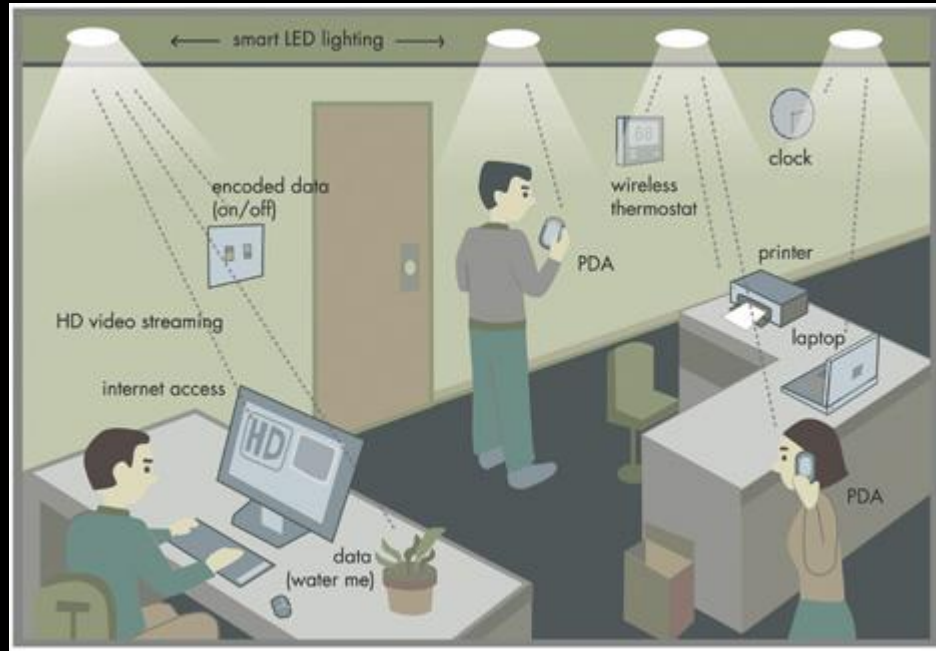 smart LED lighting
encoded data
(on/off)
68
wireless
thermostat
clock
PDA
printer
HD video streaming
laptop
internet access
HD
PDA
data
(water me)